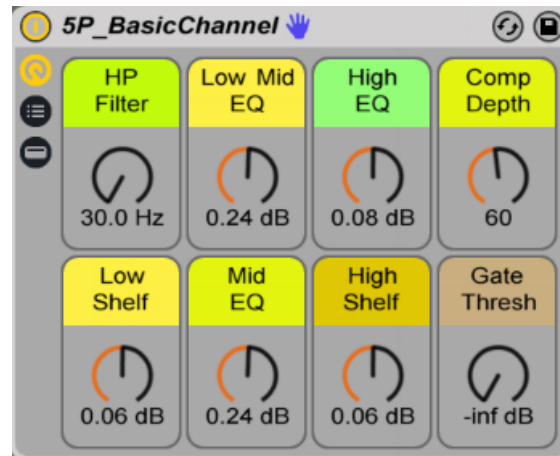 5P_BasicChannel
HP
Filter
30.0 Hz
Low Mid
EQ
0.24 dB
High
EQ
0.08 dB
Comp
Depth
60
Low
Shelf
0.06 dB
Mid
EQ
0.24 dB
High
Shelf
0.06 dB
Gate
Thresh
-inf dB